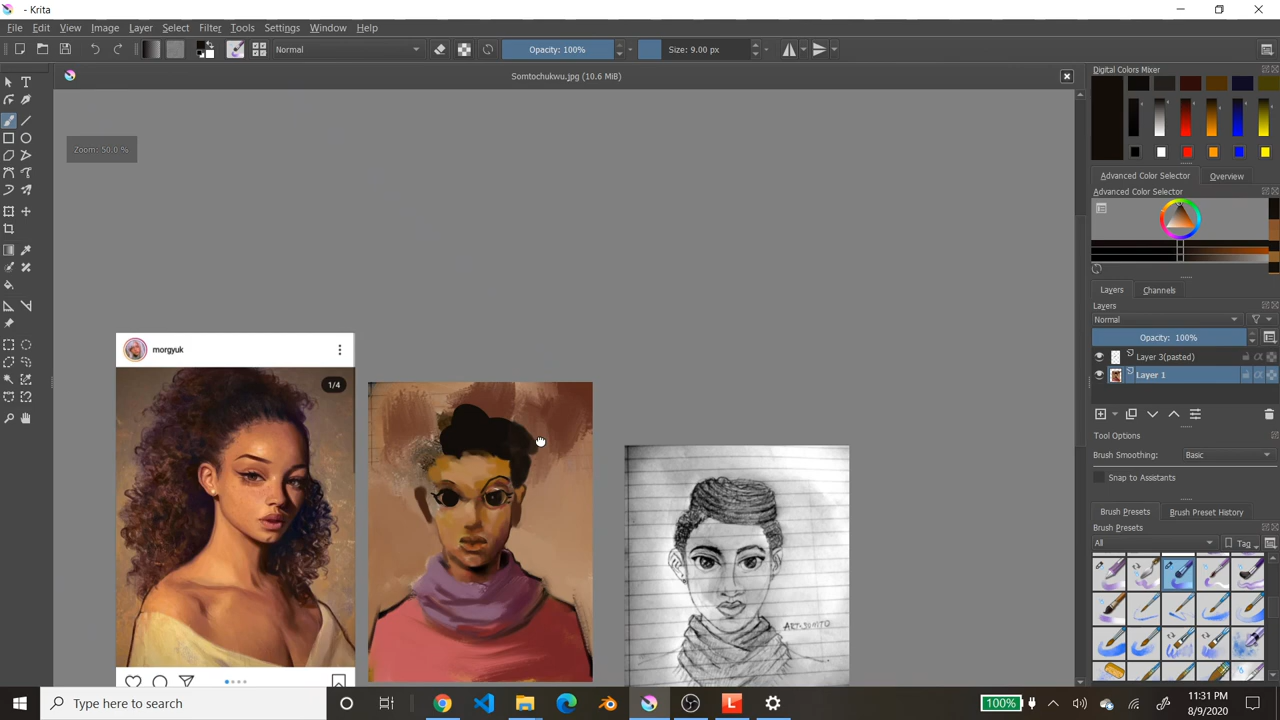 - Krita
File Edit View Image Layer Select Filter Tools Settings Window Help
Normal Opacity: 100% Size: 9.00 px
Somtochukwu.jpg (10.6 MiB)
Zoom: 50.0 %
Digital Colors Mixer
Advanced Color Selector Overview
Advanced Color Selector
Layers Channels
Layers
Normal
Opacity: 100%
Layer 3(pasted)
Layer 1
Tool Options
Brush Smoothing: Basic
Snap to Assistants
Brush Presets Brush Preset History
Brush Presets
All Tag
morgyuk
1/4
Type here to search
100%
11:31 PM
8/9/2020